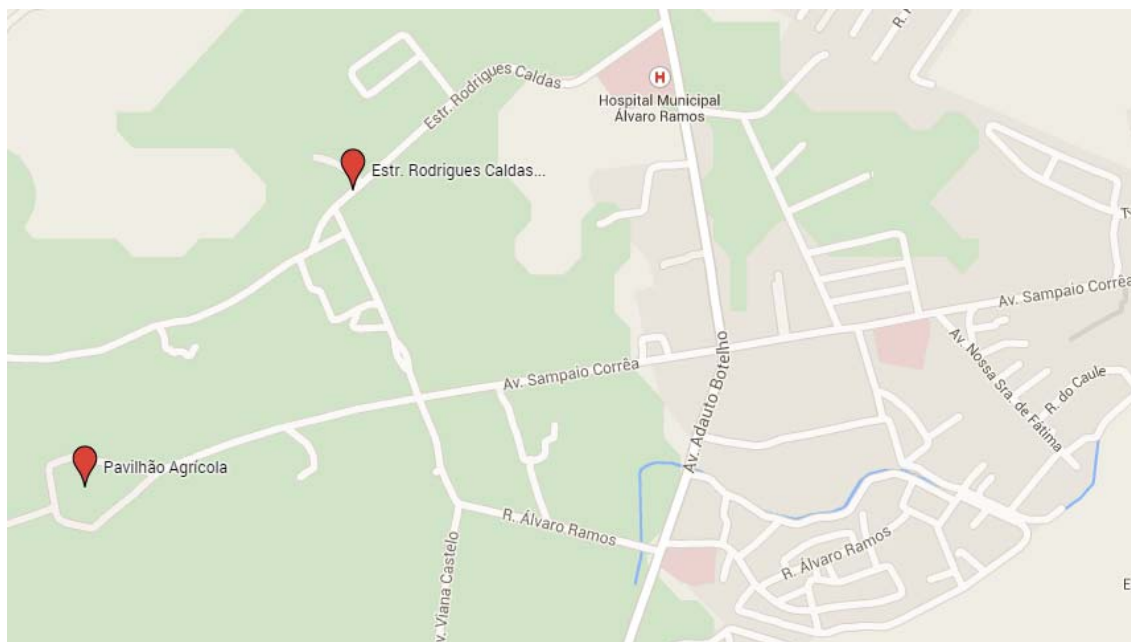 Estr. Rodrigues Caldas
H
Hospital Municipal
Álvaro Ramos
Estr. Rodrigues Caldas...
Av. Sampaio Corrêa
Av. Sampaio Corrêa
Av. Nossa Sra. de Fátima
R. do Caule
Av. Adauto Botelho
Pavilhão Agrícola
R. Álvaro Ramos
R. Álvaro Ramos
v. Viana Castelo